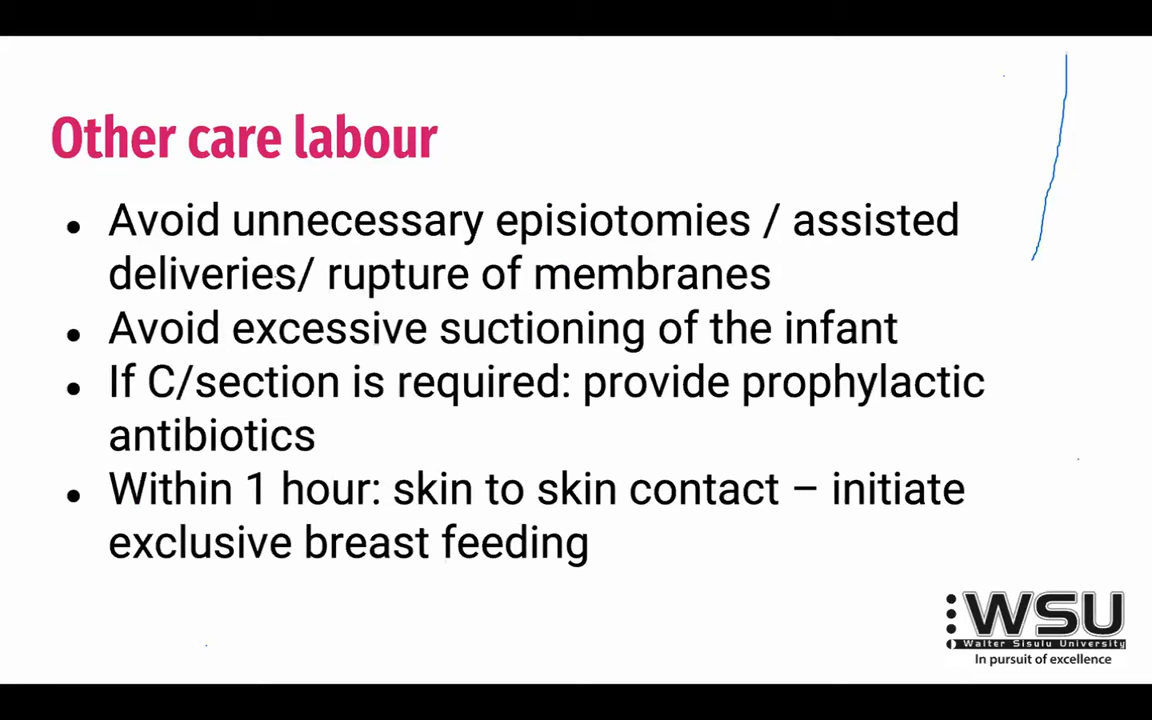 Other care labour
● Avoid unnecessary episiotomies / assisted
deliveries/ rupture of membranes
● Avoid excessive suctioning of the infant
● If C/section is required: provide prophylactic
antibiotics
● Within 1 hour: skin to skin contact – initiate
exclusive breast feeding
WSU
Walter Sisulu University
In pursuit of excellence